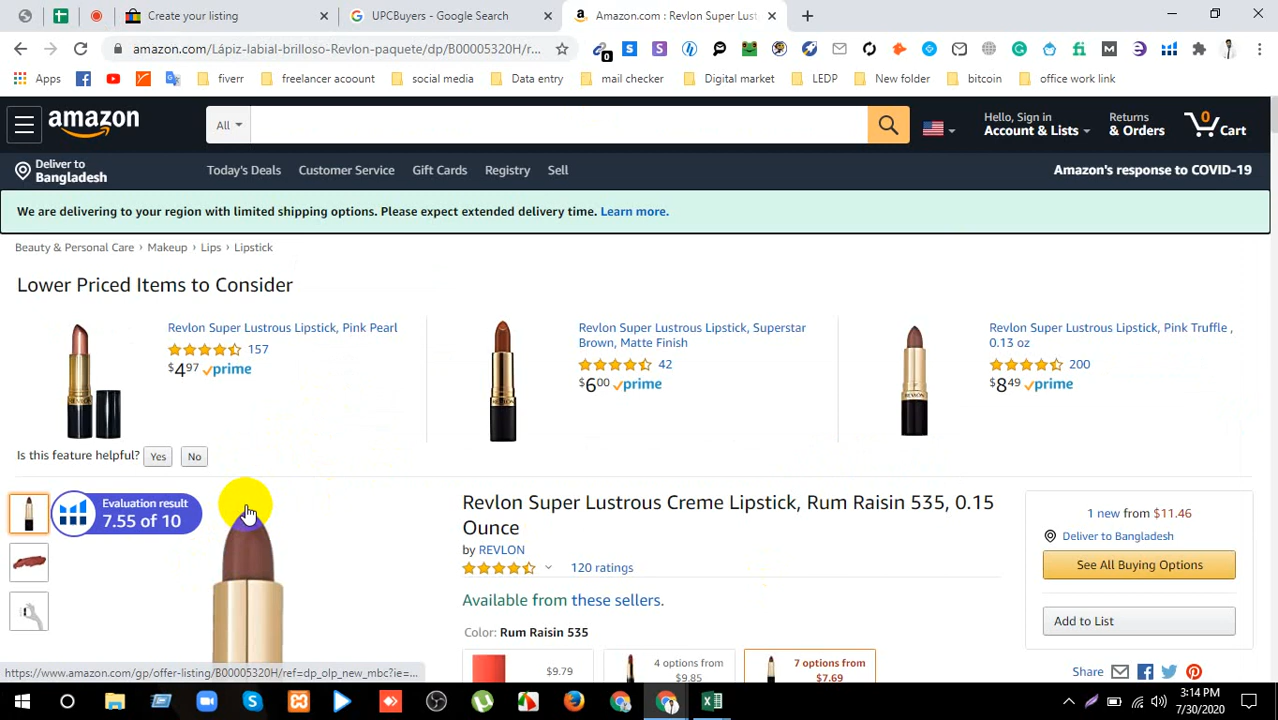 Create your listing
UPCBuyers - Google Search
Amazon.com : Revlon Super Lust
amazon.com/Lápiz-labial-brilloso-Revlon-paquete/dp/B00005320H/r...
0
Apps
fiverr
freelancer acoount
social media
Data entry
mail checker
Digital market
LEDP
New folder
bitcoin
office work link
amazon
All
Hello, Sign in
Account & Lists
Returns
& Orders
0
Cart
Deliver to
Bangladesh
Today's Deals
Customer Service
Gift Cards
Registry
Sell
Amazon's response to COVID-19
We are delivering to your region with limited shipping options. Please expect extended delivery time. Learn more.
Beauty & Personal Care › Makeup › Lips › Lipstick
Lower Priced Items to Consider
Revlon Super Lustrous Lipstick, Pink Pearl
157
$4.97 prime
Revlon Super Lustrous Lipstick, Superstar
Brown, Matte Finish
42
$6.00 prime
Revlon Super Lustrous Lipstick, Pink Truffle ,
0.13 oz
200
$8.49 prime
Is this feature helpful? Yes No
Evaluation result
7.55 of 10
Revlon Super Lustrous Creme Lipstick, Rum Raisin 535, 0.15
Ounce
by REVLON
120 ratings
Available from these sellers.
Color: Rum Raisin 535
$9.79
4 options from
$9.85
7 options from
$7.69
1 new from $11.46
Deliver to Bangladesh
See All Buying Options
Add to List
Share
https://www.amazon.com/gp/offer-listing/B00005320H/ref=dp_olp_new_mbc?ie=...
3:14 PM
7/30/2020